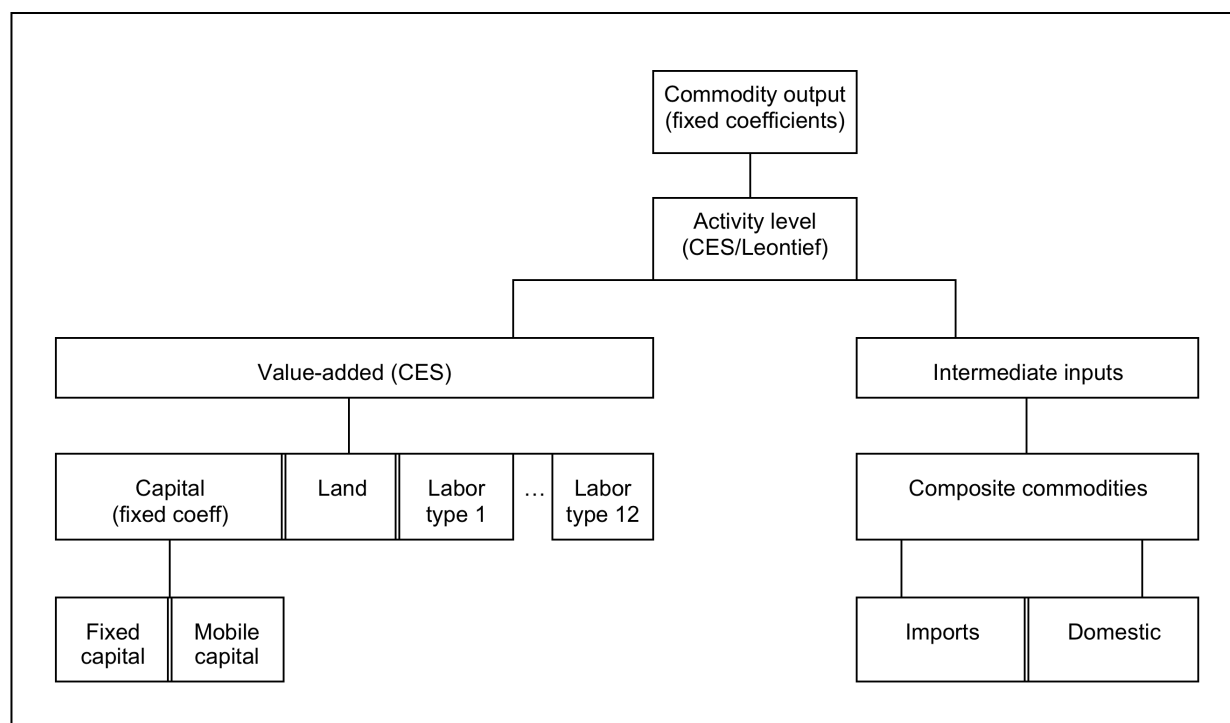 Commodity output
(fixed coefficients)
Activity level
(CES/Leontief)
Value-added (CES)
Intermediate inputs
Capital
(fixed coeff)
Land
Labor
type 1
…
Labor
type 12
Composite commodities
Fixed
capital
Mobile
capital
Imports
Domestic